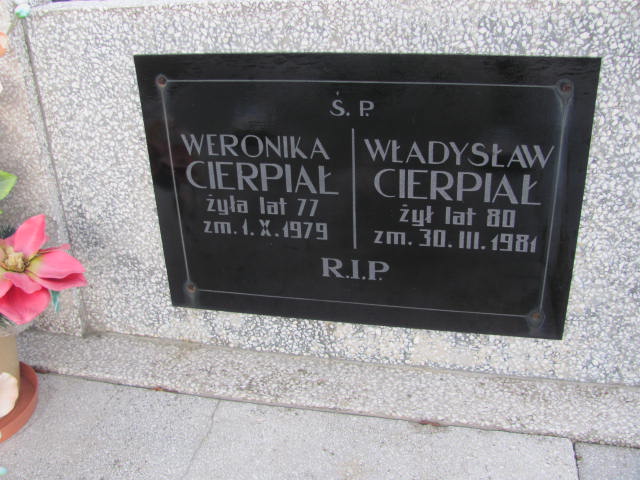 Ś. P.
WERONIKA
CIERPIAŁ
żyła lat 77
zm. 1. X. 1979
WŁADYSŁAW
CIERPIAŁ
żył lat 80
zm. 30. III. 1981
R.I.P.